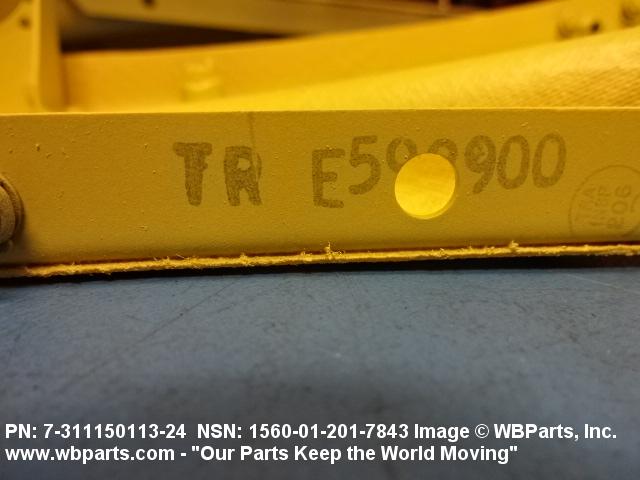 TR E599900
PN: 7-311150113-24 NSN: 1560-01-201-7843 Image © WBParts, Inc.
www.wbparts.com - "Our Parts Keep the World Moving"